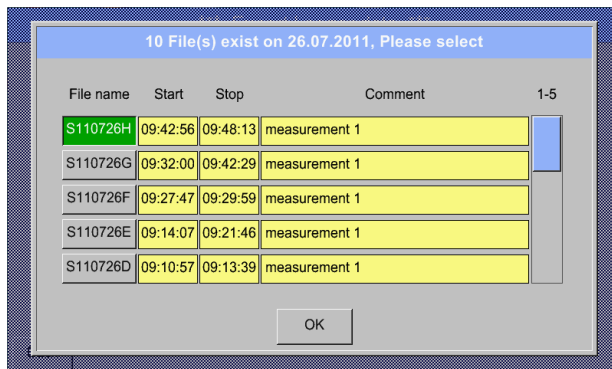 10 File(s) exist on 26.07.2011, Please select
File name Start Stop Comment 1-5
S110726H 09:42:56 09:48:13 measurement 1
S110726G 09:32:00 09:42:29 measurement 1
S110726F 09:27:47 09:29:59 measurement 1
S110726E 09:14:07 09:21:46 measurement 1
S110726D 09:10:57 09:13:39 measurement 1
OK